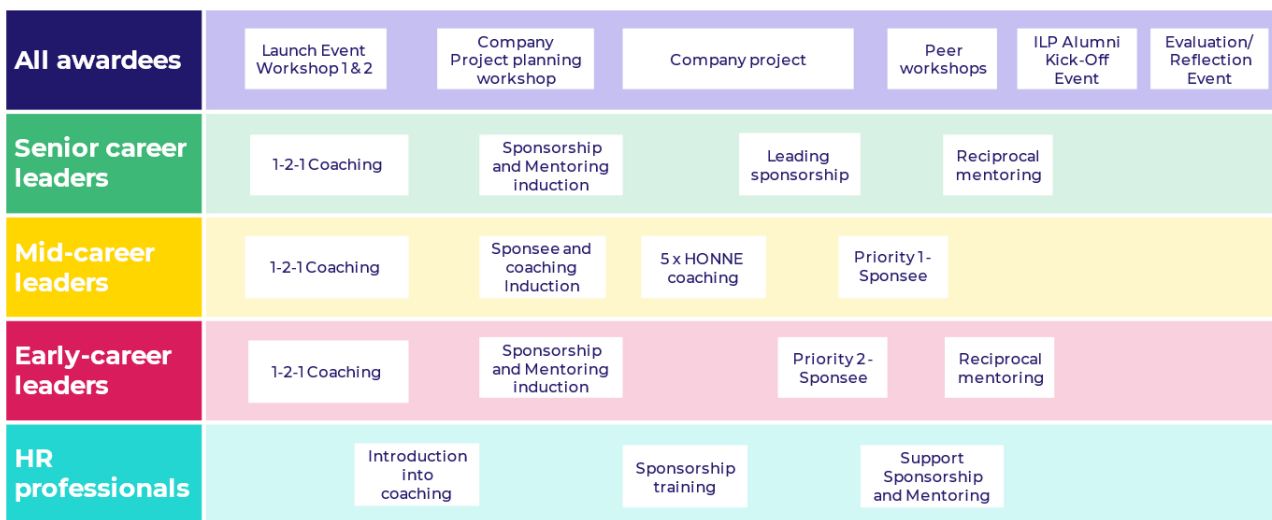 All awardees
Launch Event
Workshop 1 & 2
Company
Project planning
workshop
Company project
Peer
workshops
ILP Alumni
Kick-Off
Event
Evaluation/
Reflection
Event
Senior career
leaders
1-2-1 Coaching
Sponsorship
and Mentoring
induction
Leading
sponsorship
Reciprocal
mentoring
Mid-career
leaders
1-2-1 Coaching
Sponsee and
coaching
Induction
5 x HONNE
coaching
Priority 1-
Sponsee
Early-career
leaders
1-2-1 Coaching
Sponsorship
and Mentoring
induction
Priority 2-
Sponsee
Reciprocal
mentoring
HR
professionals
Introduction
into
coaching
Sponsorship
training
Support
Sponsorship
and Mentoring